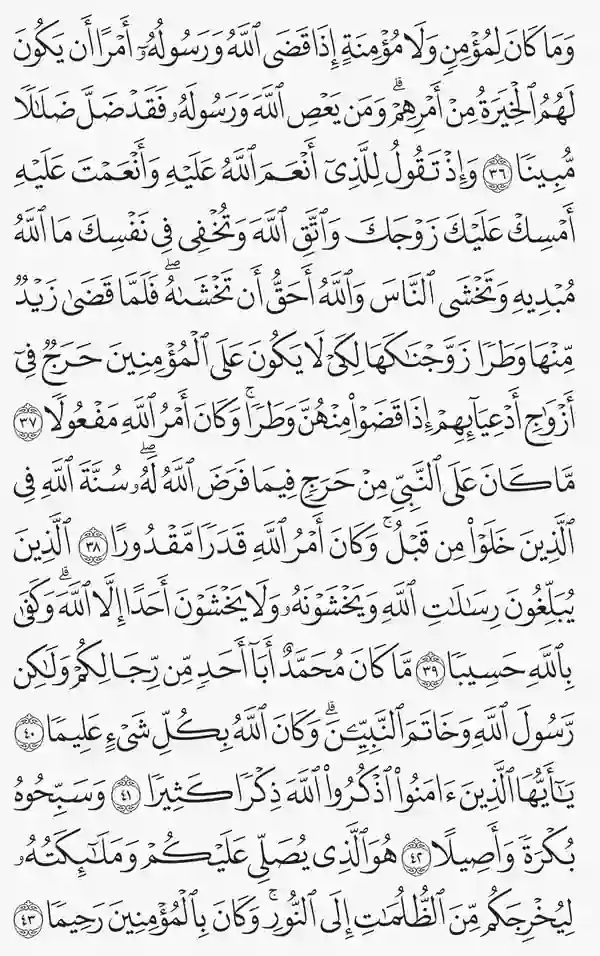 وَمَا كَانَ لِمُؤْمِنٍ وَلَا مُؤْمِنَةٍ إِذَا قَضَى ٱللَّهُ وَرَسُولُهُۥٓ أَمْرًا أَن يَكُونَ
لَهُمُ ٱلْخِيَرَةُ مِنْ أَمْرِهِمْۗ وَمَن يَعْصِ ٱللَّهَ وَرَسُولَهُۥ فَقَدْ ضَلَّ ضَلَٰلًا
مُّبِينًا ٣٦ وَإِذْ تَقُولُ لِلَّذِىٓ أَنْعَمَ ٱللَّهُ عَلَيْهِ وَأَنْعَمْتَ عَلَيْهِ
أَمْسِكْ عَلَيْكَ زَوْجَكَ وَٱتَّقِ ٱللَّهَ وَتُخْفِى فِى نَفْسِكَ مَا ٱللَّهُ
مُبْدِيهِ وَتَخْشَى ٱلنَّاسَ وَٱللَّهُ أَحَقُّ أَن تَخْشَىٰهُۖ فَلَمَّا قَضَىٰ زَيْدٌ
مِّنْهَا وَطَرًا زَوَّجْنَٰكَهَا لِكَىْ لَا يَكُونَ عَلَى ٱلْمُؤْمِنِينَ حَرَجٌ فِىٓ
أَزْوَٰجِ أَدْعِيَآئِهِمْ إِذَا قَضَوْا۟ مِنْهُنَّ وَطَرًاۚ وَكَانَ أَمْرُ ٱللَّهِ مَفْعُولًا ٣٧
مَّا كَانَ عَلَى ٱلنَّبِىِّ مِنْ حَرَجٍ فِيمَا فَرَضَ ٱللَّهُ لَهُۥۖ سُنَّةَ ٱللَّهِ فِى
ٱلَّذِينَ خَلَوْا۟ مِن قَبْلُۚ وَكَانَ أَمْرُ ٱللَّهِ قَدَرًا مَّقْدُورًا ٣٨ ٱلَّذِينَ
يُبَلِّغُونَ رِسَٰلَٰتِ ٱللَّهِ وَيَخْشَوْنَهُۥ وَلَا يَخْشَوْنَ أَحَدًا إِلَّا ٱللَّهَۗ وَكَفَىٰ
بِٱللَّهِ حَسِيبًا ٣٩ مَّا كَانَ مُحَمَّدٌ أَبَآ أَحَدٍ مِّن رِّجَالِكُمْ وَلَٰكِن
رَّسُولَ ٱللَّهِ وَخَاتَمَ ٱلنَّبِيِّۦنَۗ وَكَانَ ٱللَّهُ بِكُلِّ شَىْءٍ عَلِيمًا ٤٠
يَٰٓأَيُّهَا ٱلَّذِينَ ءَامَنُوا۟ ٱذْكُرُوا۟ ٱللَّهَ ذِكْرًا كَثِيرًا ٤١ وَسَبِّحُوهُ
بُكْرَةً وَأَصِيلًا ٤٢ هُوَ ٱلَّذِى يُصَلِّى عَلَيْكُمْ وَمَلَٰٓئِكَتُهُۥ
لِيُخْرِجَكُم مِّنَ ٱلظُّلُمَٰتِ إِلَى ٱلنُّورِۚ وَكَانَ بِٱلْمُؤْمِنِينَ رَحِيمًا ٤٣